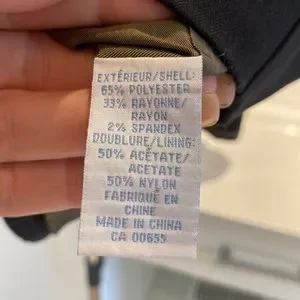 EXTÉRIEUR/SHELL:
65% POLYESTER
33% RAYONNE/
RAYON
2% SPANDEX
DOUBLURE/LINING:
50% ACÉTATE/
ACETATE
50% NYLON
FABRIQUÉ EN
CHINE
MADE IN CHINA
CA 00655